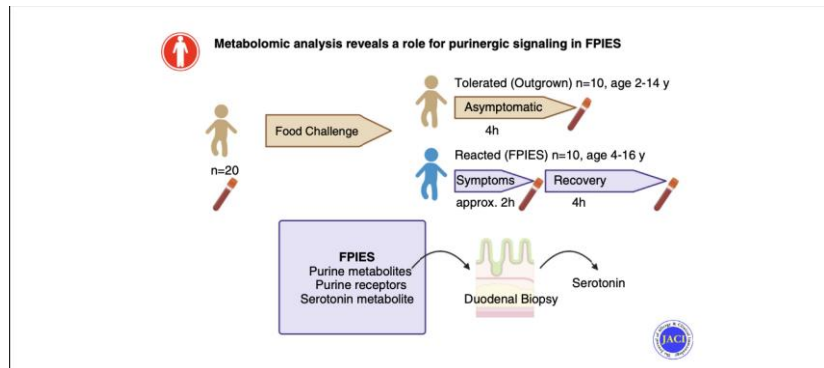 Metabolomic analysis reveals a role for purinergic signaling in FPIES
Tolerated (Outgrown) n=10, age 2-14 y
Asymptomatic
4h
Food Challenge
n=20
Reacted (FPIES) n=10, age 4-16 y
Symptoms
Recovery
approx. 2h
4h
FPIES
Purine metabolites
Purine receptors
Serotonin metabolite
Duodenal Biopsy
Serotonin
JACI